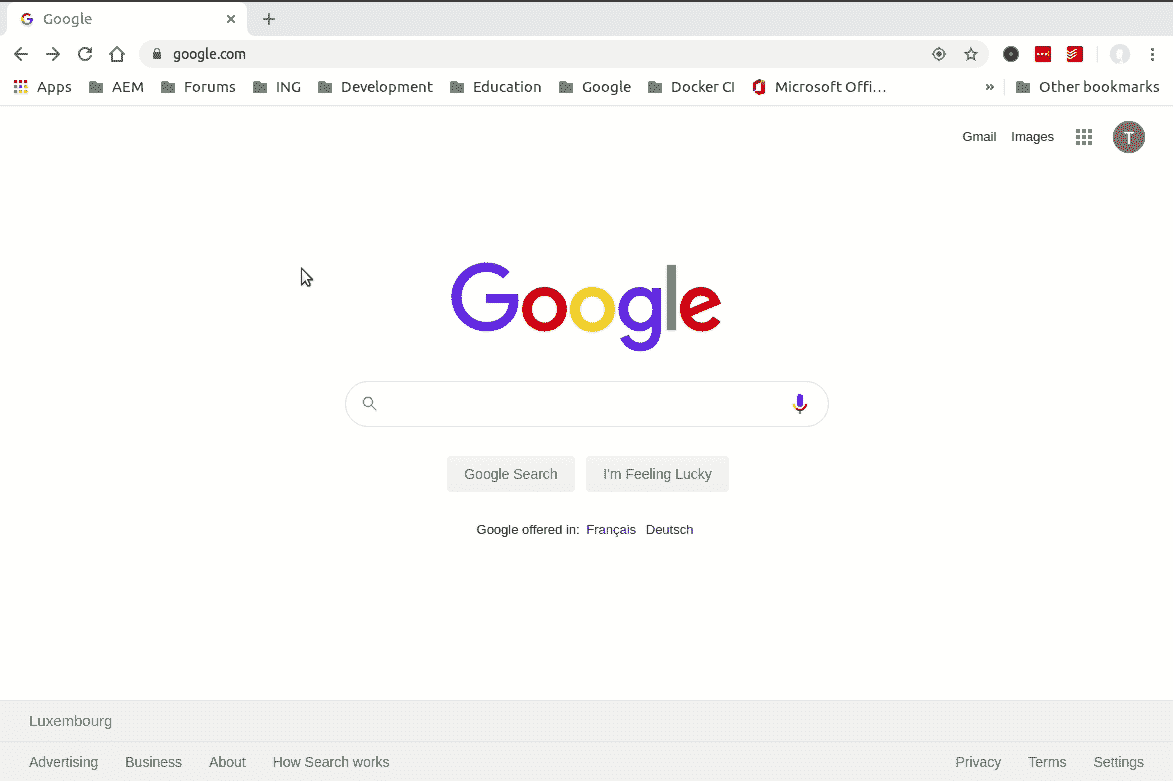 Google
google.com
Apps AEM Forums ING Development Education Google Docker CI Microsoft Offi… » Other bookmarks
Gmail Images T
Google
Google Search I'm Feeling Lucky
Google offered in: Français Deutsch
Luxembourg
Advertising Business About How Search works Privacy Terms Settings